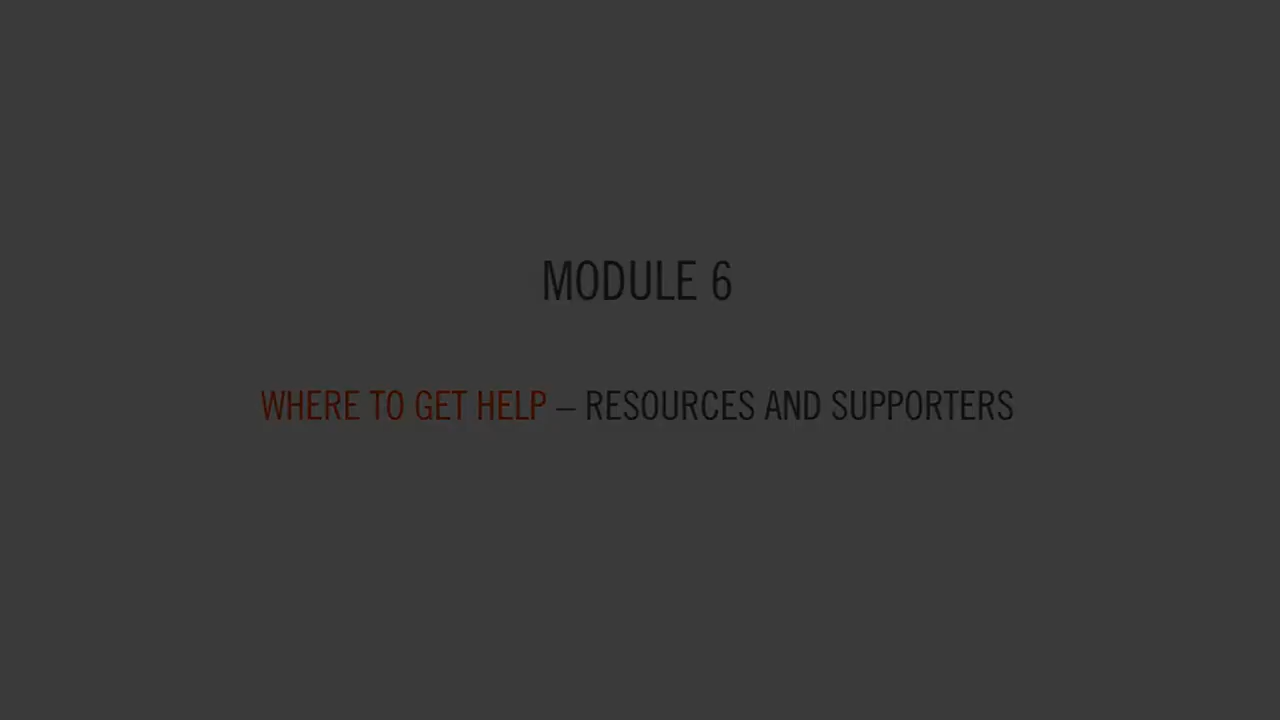 MODULE 6
WHERE TO GET HELP – RESOURCES AND SUPPORTERS